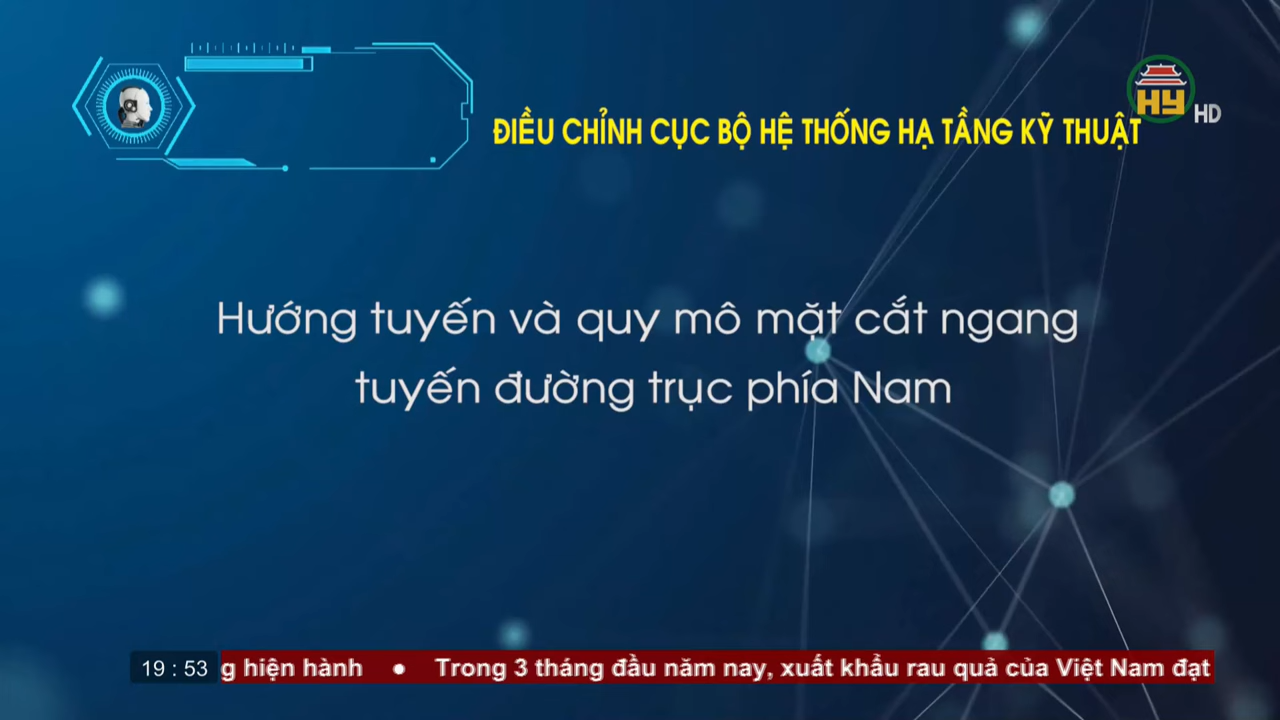 HY HD
ĐIỀU CHỈNH CỤC BỘ HỆ THỐNG HẠ TẦNG KỸ THUẬT
Hướng tuyến và quy mô mặt cắt ngang
tuyến đường trục phía Nam
19 : 53 g hiện hành ● Trong 3 tháng đầu năm nay, xuất khẩu rau quả của Việt Nam đạt